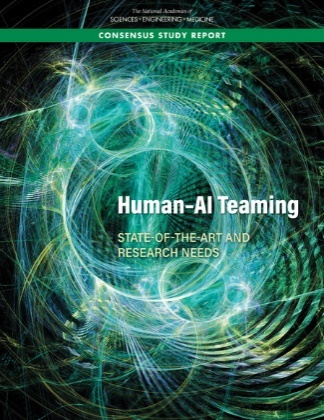 The National Academies of
SCIENCES • ENGINEERING • MEDICINE
CONSENSUS STUDY REPORT
Human–AI Teaming
STATE-OF-THE-ART AND
RESEARCH NEEDS